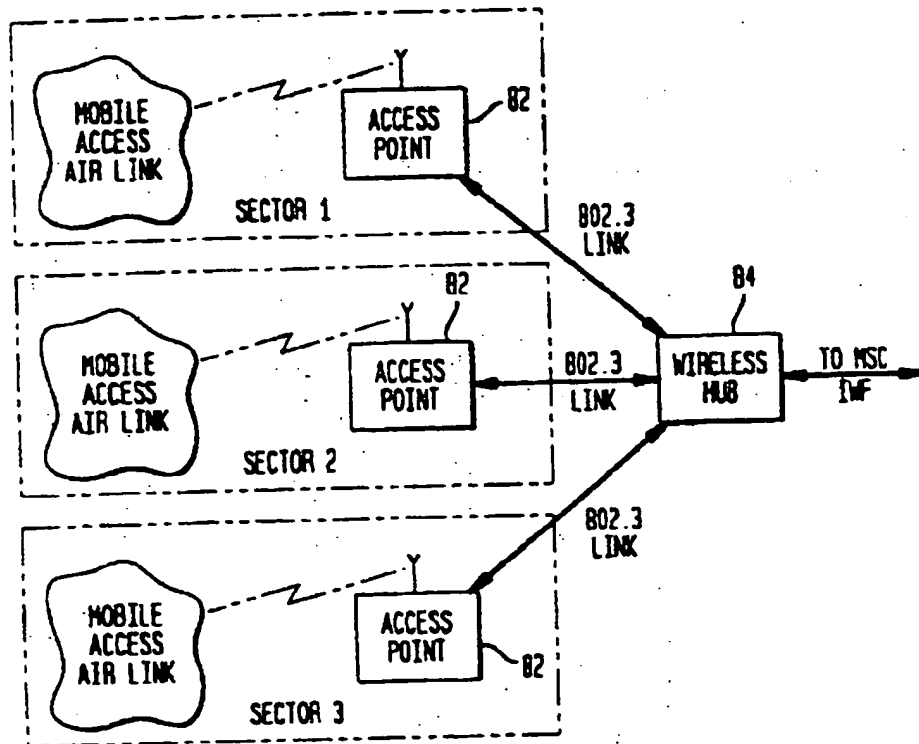 MOBILE
ACCESS
AIR LINK
ACCESS
POINT
82
SECTOR 1
802.3
LINK
MOBILE
ACCESS
AIR LINK
ACCESS
POINT
82
SECTOR 2
802.3
LINK
84
WIRELESS
HUB
TO MSC
IWF
MOBILE
ACCESS
AIR LINK
ACCESS
POINT
82
SECTOR 3
802.3
LINK